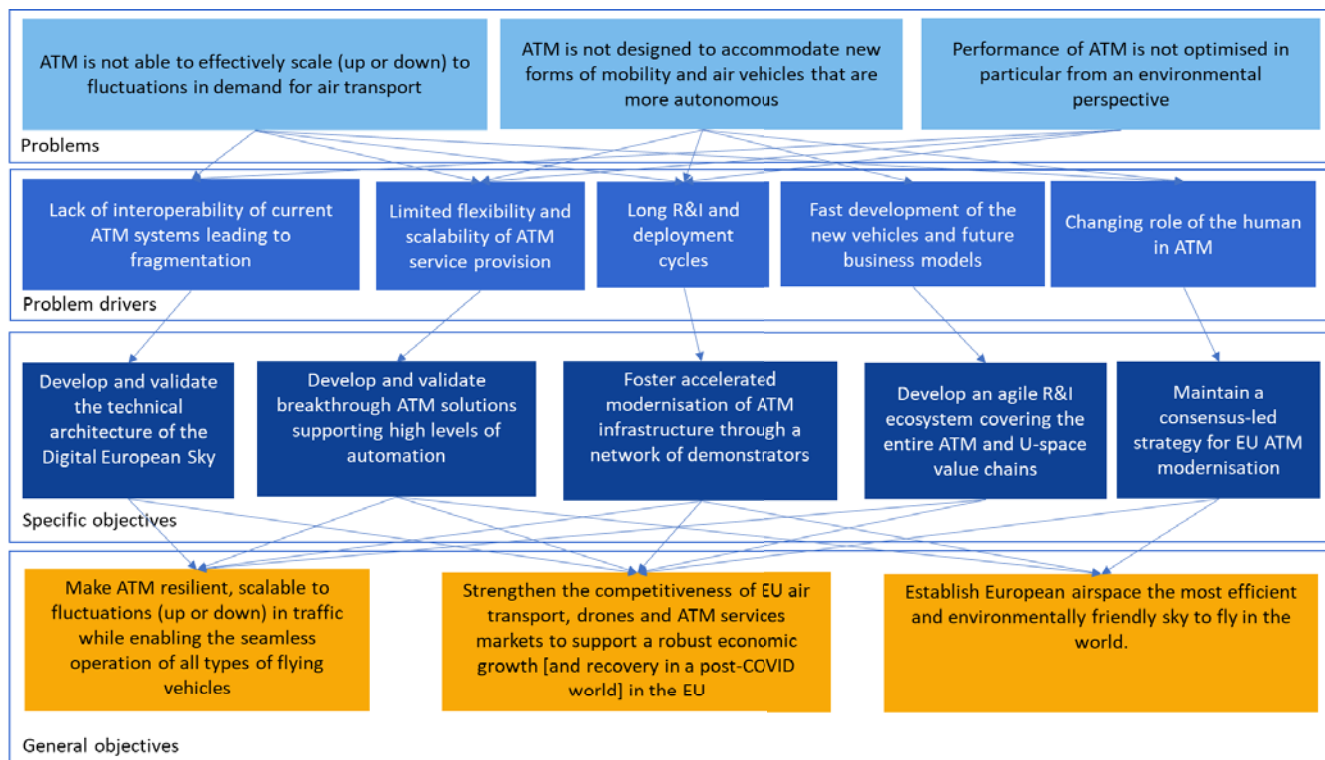 ATM is not able to effectively scale (up or down) to
fluctuations in demand for air transport
ATM is not designed to accommodate new
forms of mobility and air vehicles that are
more autonomous
Performance of ATM is not optimised in
particular from an environmental
perspective
Problems
Lack of interoperability of current
ATM systems leading to
fragmentation
Limited flexibility and
scalability of ATM
service provision
Long R&I and
deployment
cycles
Fast development of the
new vehicles and future
business models
Changing role of the human
in ATM
Problem drivers
Develop and validate
the technical
architecture of the
Digital European Sky
Develop and validate
breakthrough ATM solutions
supporting high levels of
automation
Foster accelerated
modernisation of ATM
infrastructure through a
network of demonstrators
Develop an agile R&I
ecosystem covering the
entire ATM and U-space
value chains
Maintain a
consensus-led
strategy for EU ATM
modernisation
Specific objectives
Make ATM resilient, scalable to
fluctuations (up or down) in traffic
while enabling the seamless
operation of all types of flying
vehicles
Strengthen the competitiveness of EU air
transport, drones and ATM services
markets to support a robust economic
growth [and recovery in a post-COVID
world] in the EU
Establish European airspace the most efficient
and environmentally friendly sky to fly in the
world.
General objectives